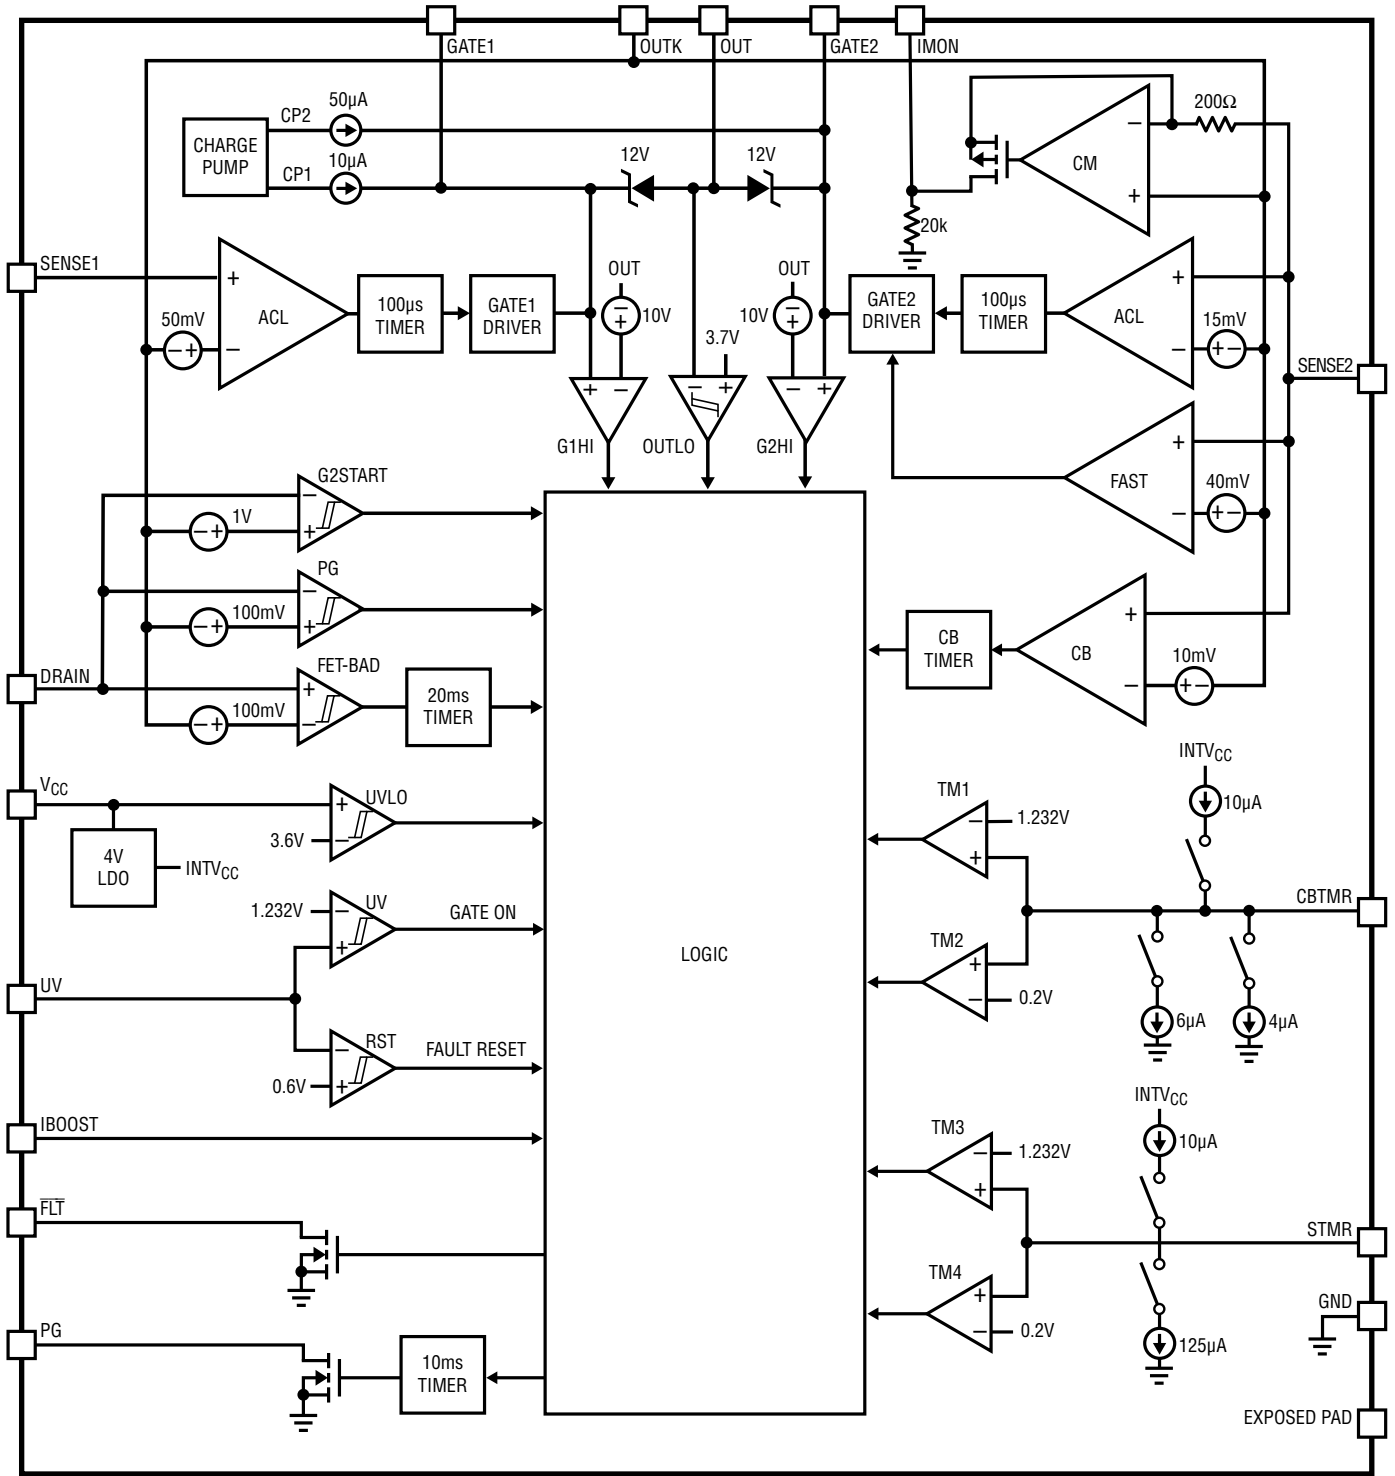 GATE1
OUTK
OUT
GATE2
IMON
CHARGE
PUMP
CP2
50µA
CP1
10µA
12V
12V
200Ω
−
CM
+
20k
SENSE1
+
ACL
−
50mV
− +
100µs
TIMER
GATE1
DRIVER
OUT
−
+
10V
3.7V
OUT
10V
−
+
GATE2
DRIVER
100µs
TIMER
+
ACL
−
15mV
+ −
SENSE2
+ −
G1HI
− +
OUTLO
− +
G2HI
+
FAST
−
40mV
+ −
G2START
−
+
1V
− +
PG
−
+
100mV
− +
DRAIN
FET-BAD
+
−
100mV
− +
20ms
TIMER
CB
TIMER
+
CB
−
10mV
+ −
VCC
4V
LDO
INTVCC
UVLO
+
−
3.6V
UV
1.232V
−
+
UV
GATE ON
RST
−
+
0.6V
FAULT RESET
LOGIC
TM1
−
+
1.232V
TM2
+
−
0.2V
INTVCC
10µA
CBTMR
6µA
4µA
IBOOST
FLT
PG
10ms
TIMER
TM3
−
+
1.232V
TM4
+
−
0.2V
INTVCC
10µA
STMR
125µA
GND
EXPOSED PAD